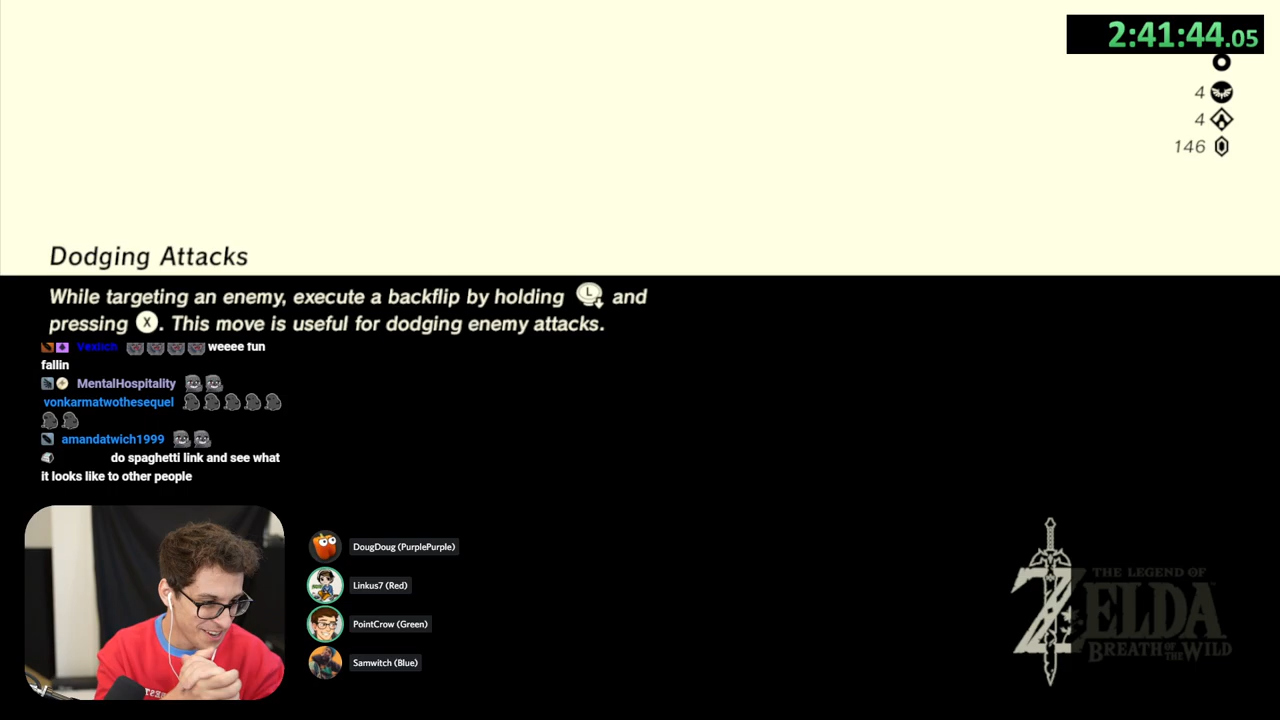 2:41:44.05
4
4
146
Dodging Attacks
While targeting an enemy, execute a backflip by holding L and
pressing X. This move is useful for dodging enemy attacks.
weeee fun
fallin
MentalHospitality
vonkarmatwothesequel
amandatwich1999
do spaghetti link and see what
it looks like to other people
DougDoug (PurplePurple)
Linkus7 (Red)
PointCrow (Green)
Samwitch (Blue)
THE LEGEND OF
ZELDA
BREATH OF THE WILD